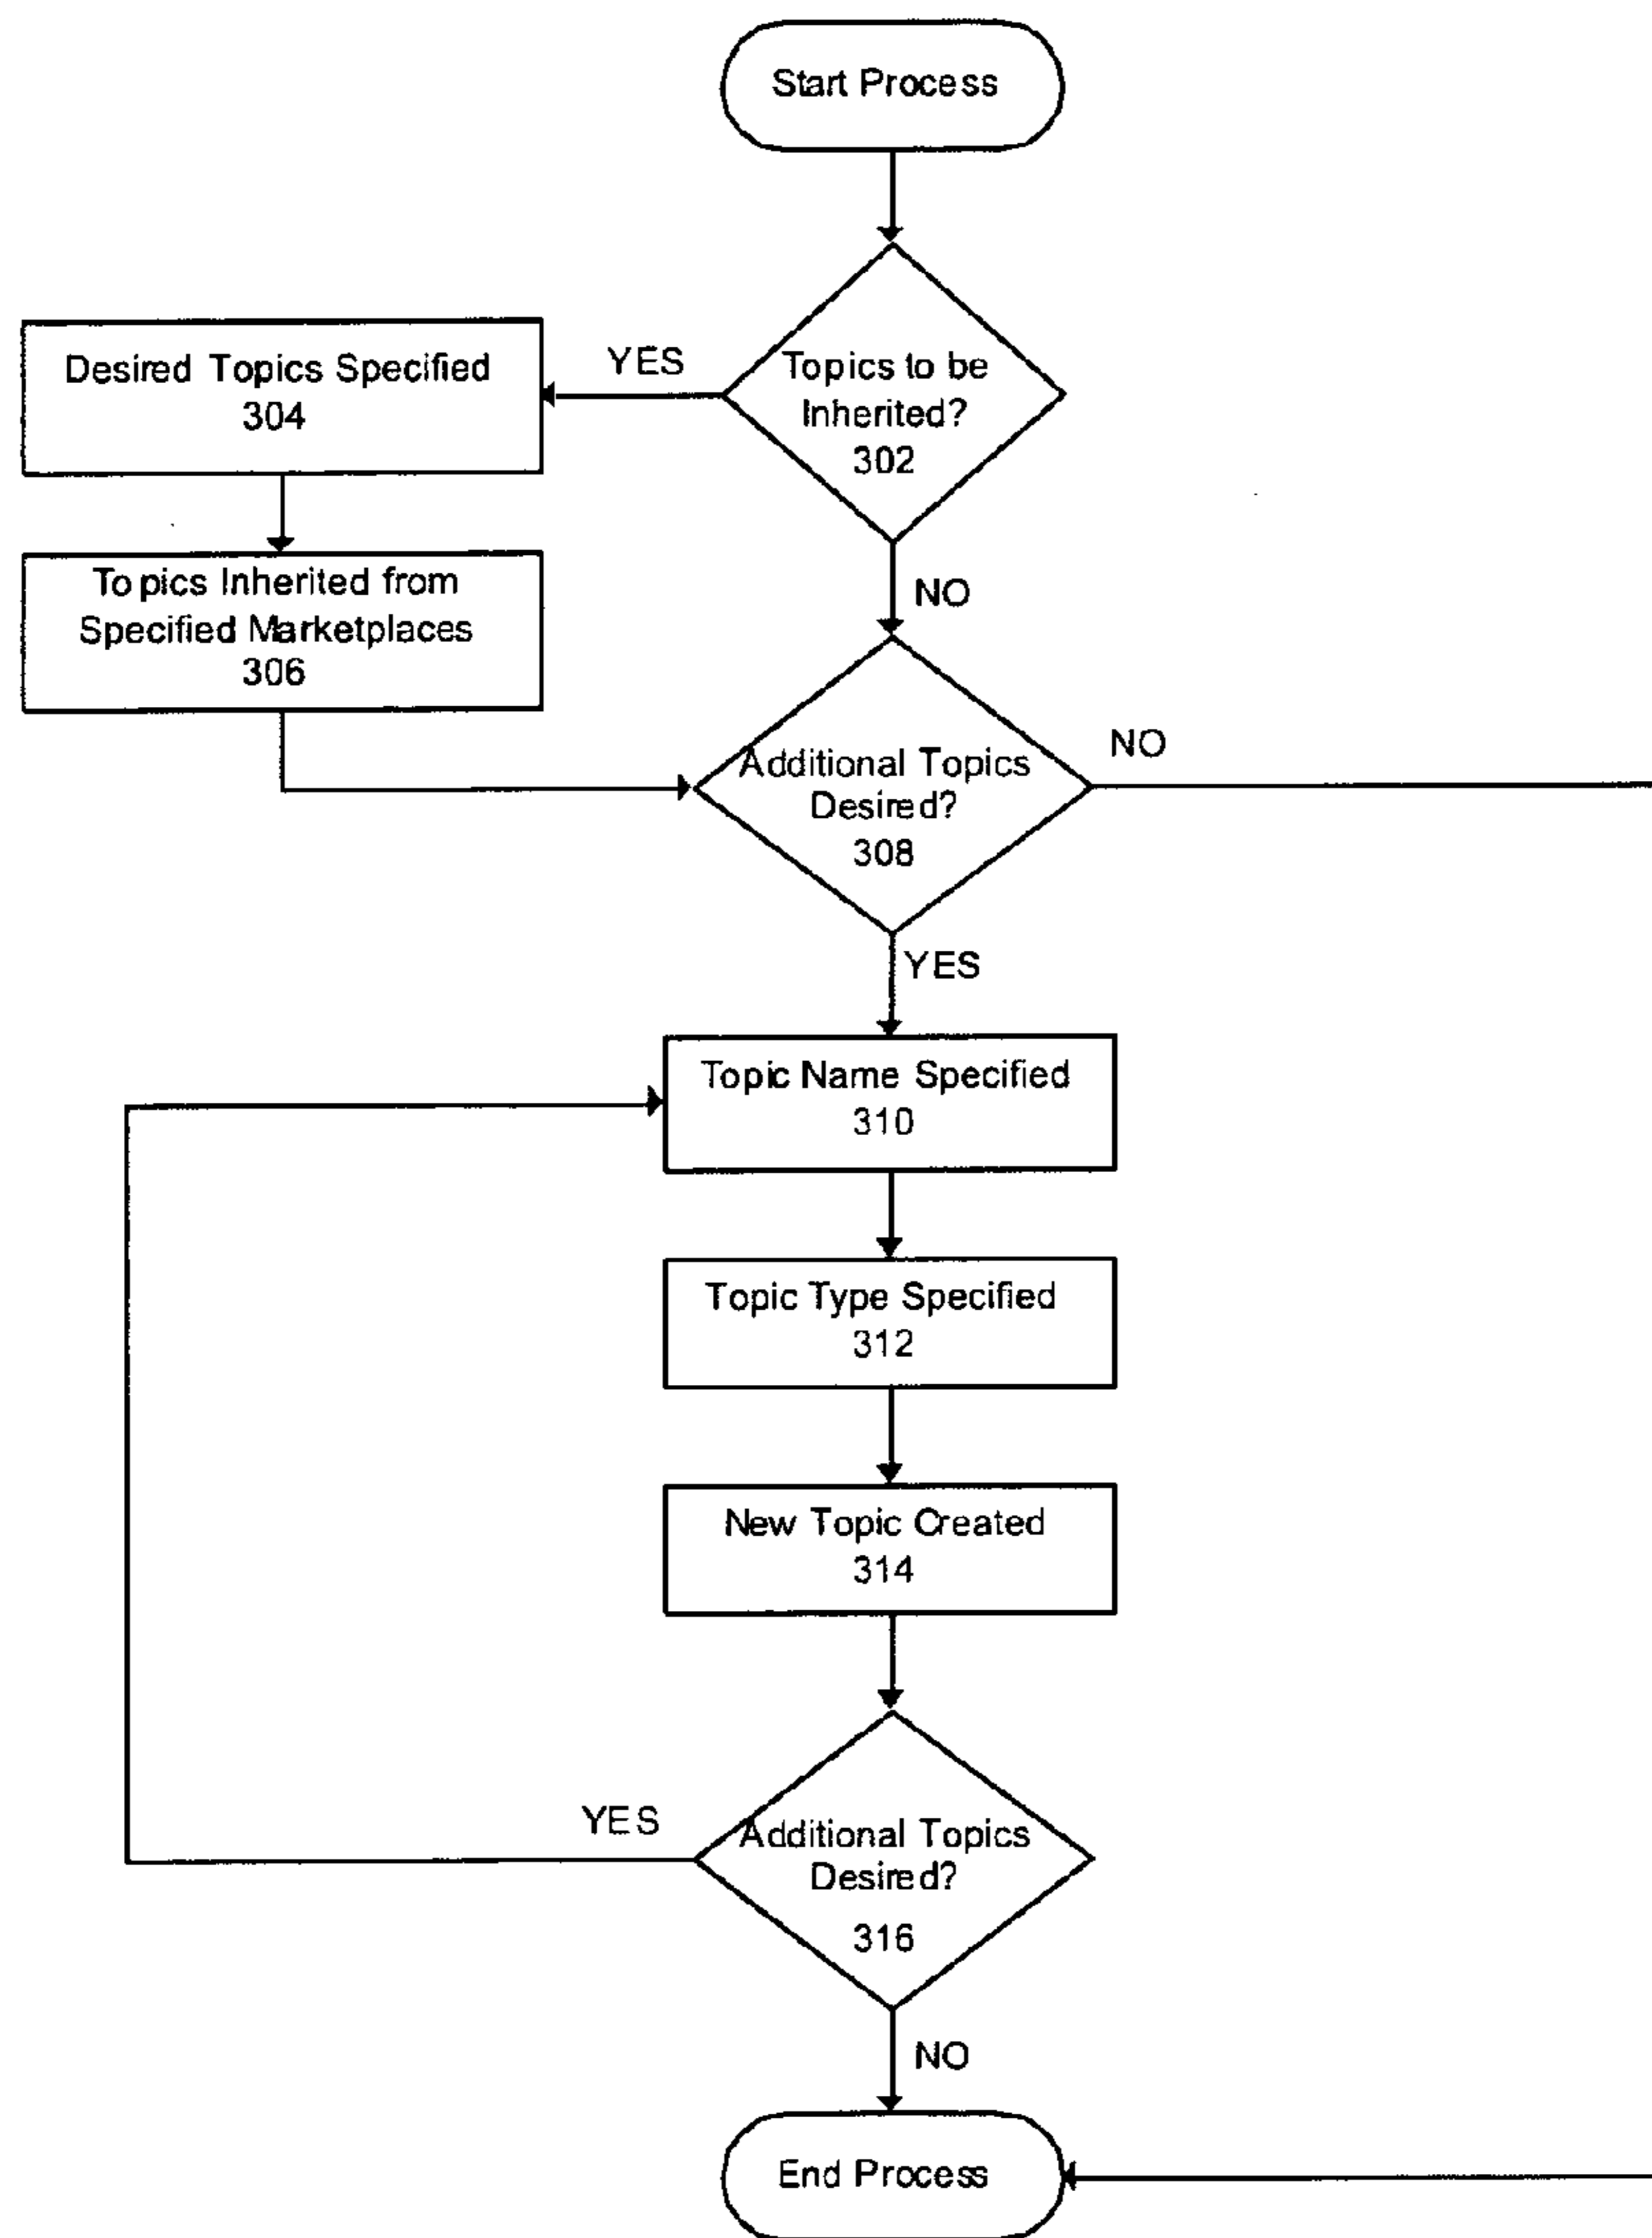 Start Process
Topics to be
Inherited?
302
YES
Desired Topics Specified
304
Topics Inherited from
Specified Marketplaces
306
NO
Additional Topics
Desired?
308
NO
YES
Topic Name Specified
310
Topic Type Specified
312
New Topic Created
314
Additional Topics
Desired?
316
YES
NO
End Process